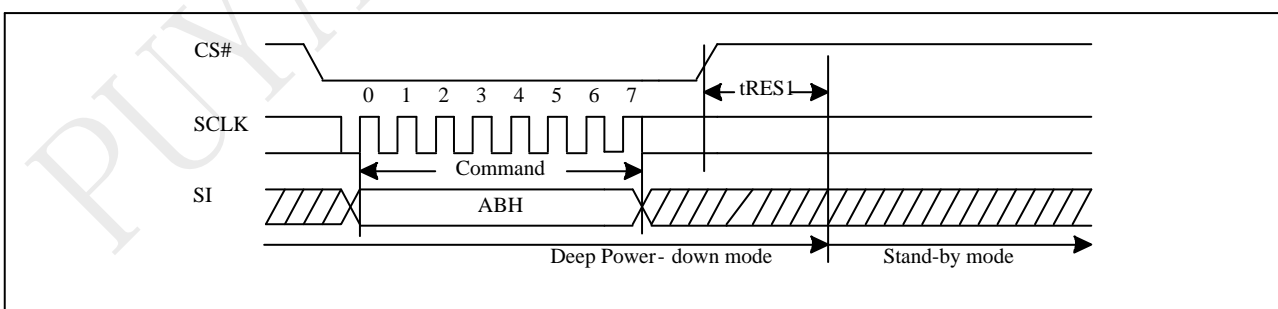 PUYA
CS#
tRES1
0 1 2 3 4 5 6 7
SCLK
Command
SI
ABH
Deep Power- down mode
Stand-by mode